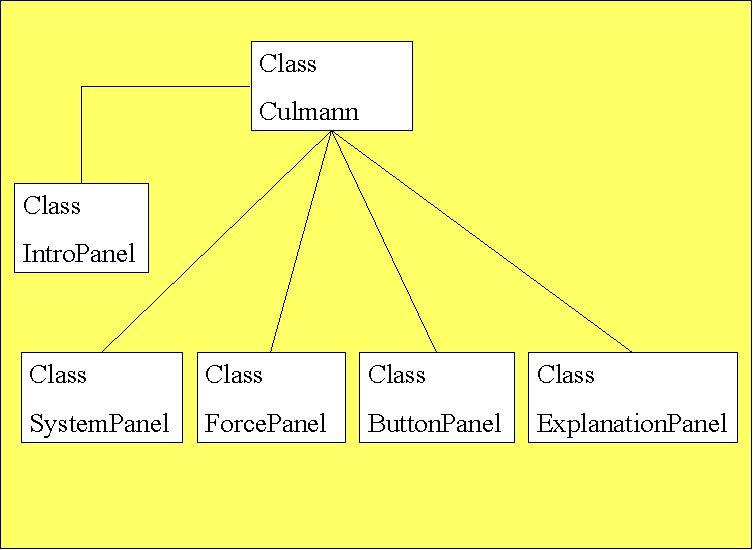 Class
Culmann
Class
IntroPanel
Class
SystemPanel
Class
ForcePanel
Class
ButtonPanel
Class
ExplanationPanel